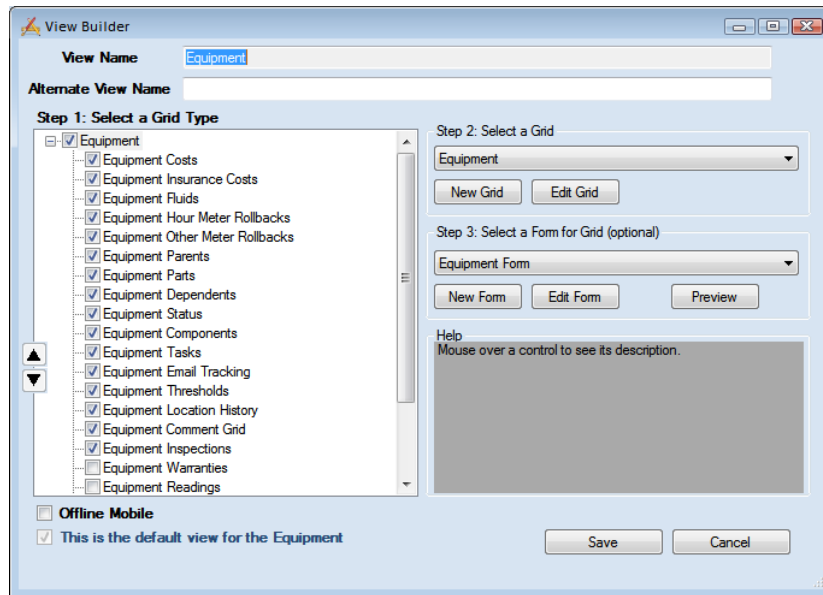 View Builder
View Name
Equipment
Alternate View Name
Step 1: Select a Grid Type
Equipment
Equipment Costs
Equipment Insurance Costs
Equipment Fluids
Equipment Hour Meter Rollbacks
Equipment Other Meter Rollbacks
Equipment Parents
Equipment Parts
Equipment Dependents
Equipment Status
Equipment Components
Equipment Tasks
Equipment Email Tracking
Equipment Thresholds
Equipment Location History
Equipment Comment Grid
Equipment Inspections
Equipment Warranties
Equipment Readings
Step 2: Select a Grid
Equipment
New Grid Edit Grid
Step 3: Select a Form for Grid (optional)
Equipment Form
New Form Edit Form Preview
Help
Mouse over a control to see its description.
Offline Mobile
This is the default view for the Equipment
Save Cancel